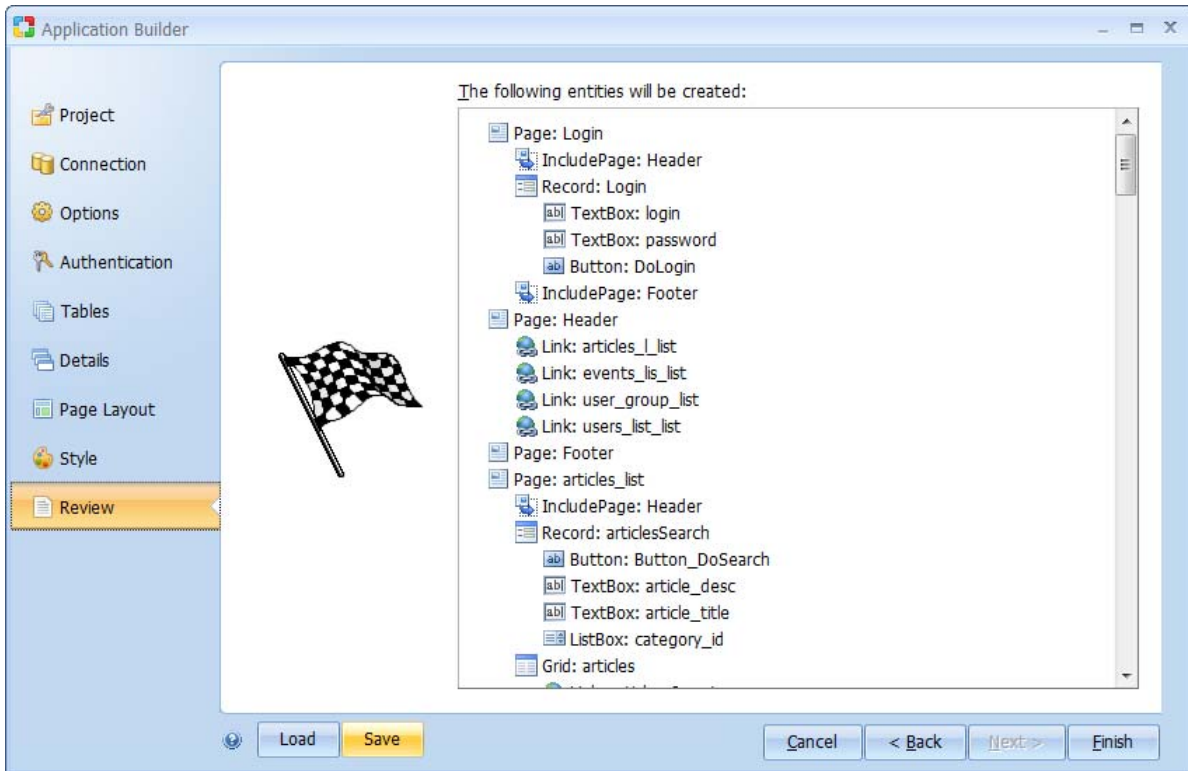 Application Builder
Project
Connection
Options
Authentication
Tables
Details
Page Layout
Style
Review
The following entities will be created:
Page: Login
IncludePage: Header
Record: Login
TextBox: login
TextBox: password
Button: DoLogin
IncludePage: Footer
Page: Header
Link: articles_l_list
Link: events_lis_list
Link: user_group_list
Link: users_list_list
Page: Footer
Page: articles_list
IncludePage: Header
Record: articlesSearch
Button: Button_DoSearch
TextBox: article_desc
TextBox: article_title
ListBox: category_id
Grid: articles
Load Save Cancel < Back Next > Finish